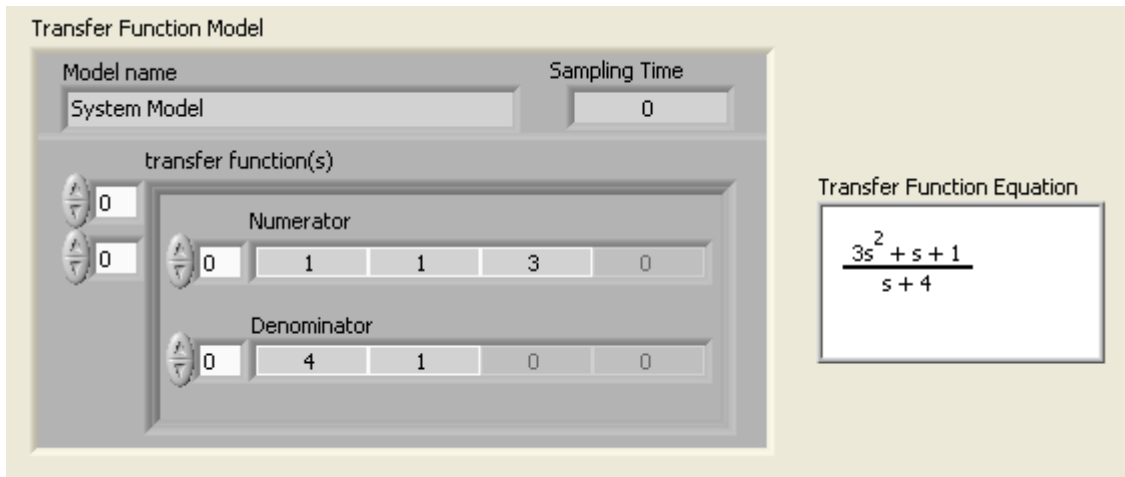 Transfer Function Model
Model name
Sampling Time
System Model
0
transfer function(s)
0
Numerator
0
0
1
1
3
0
Denominator
0
4
1
0
0
Transfer Function Equation
3s² + s + 1
s + 4